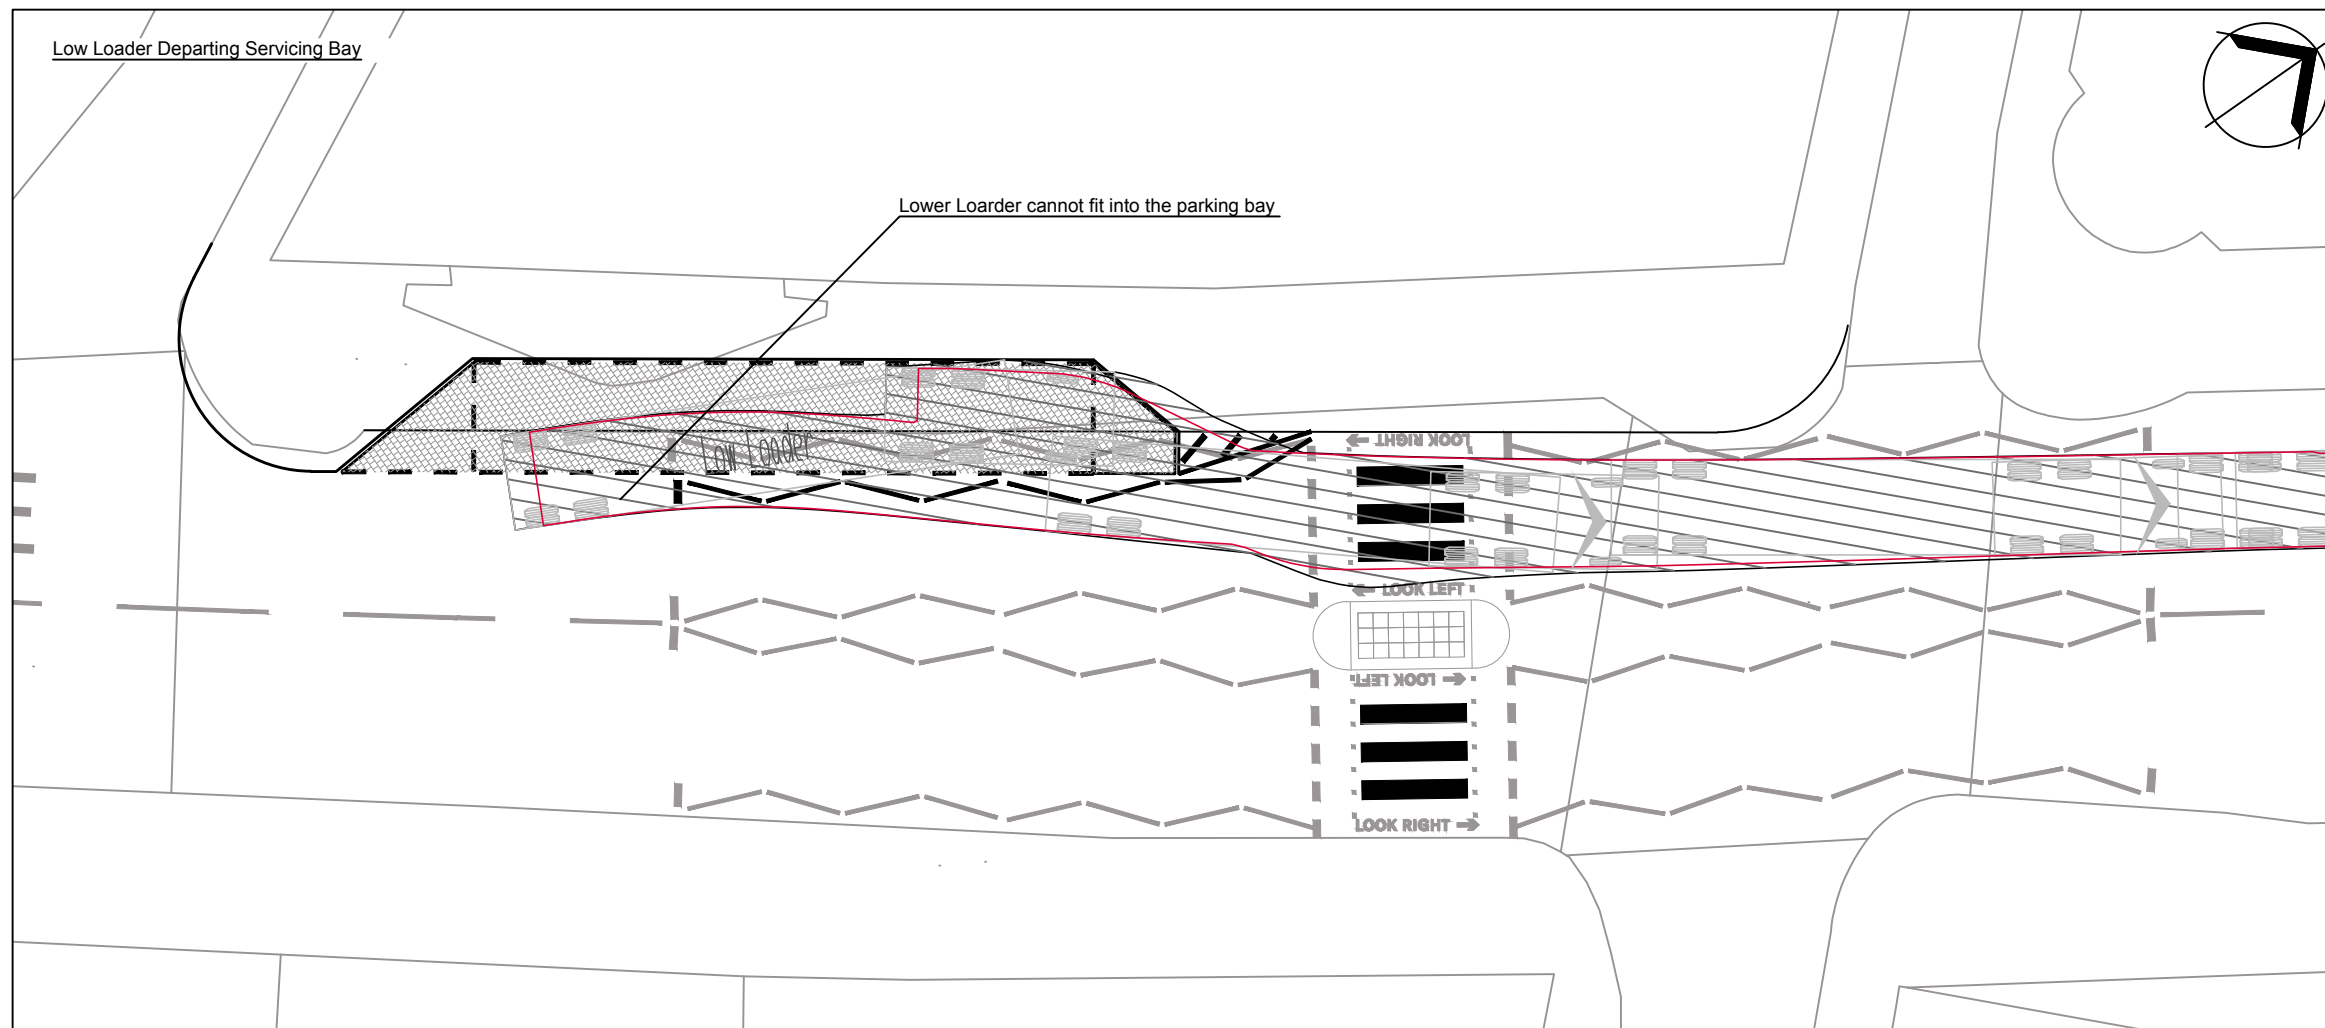 Low Loader Departing Servicing Bay
Lower Loarder cannot fit into the parking bay
LOOK RIGHT
Low Loader
LOOK LEFT
LOOK LEFT
LOOK RIGHT